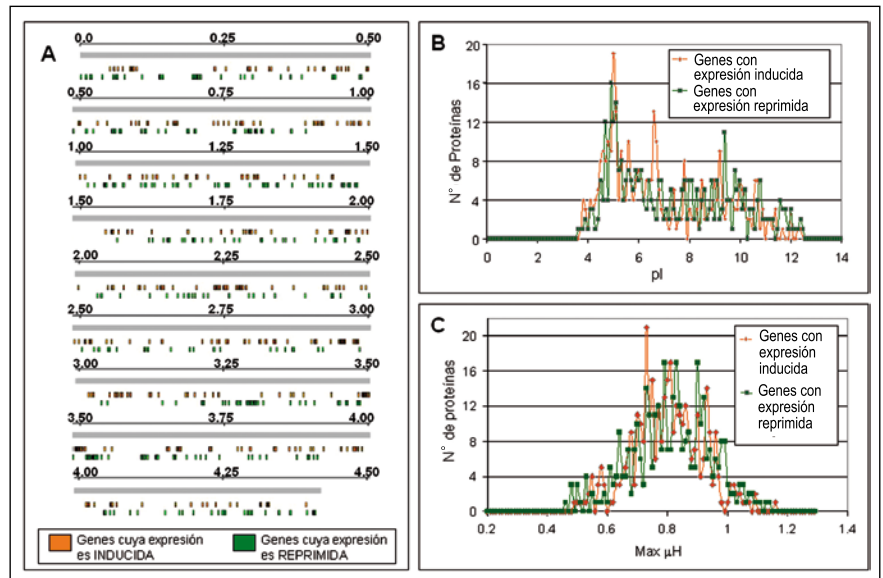 A
0,0 0,25 0,50
0,50 0,75 1,00
1,00 1,25 1,50
1,50 1,75 2,00
2,00 2,25 2,50
2,50 2,75 3,00
3,00 3,25 3,50
3,50 3,75 4,00
4,00 4,25 4,50
Genes cuya expresión
es INDUCIDA
Genes cuya expresión
es REPRIMIDA
B
N° de Proteínas
20
16
12
8
4
0
0 2 4 6 8 10 12 14
pI
Genes con
expresión inducida
Genes con
expresión reprimida
C
N° de proteínas
20
16
12
8
4
0
0.2 0.4 0.6 0.8 1 1.2 1.4
Max µH
Genes con
expresión
inducida
Genes con
expresión
reprimida